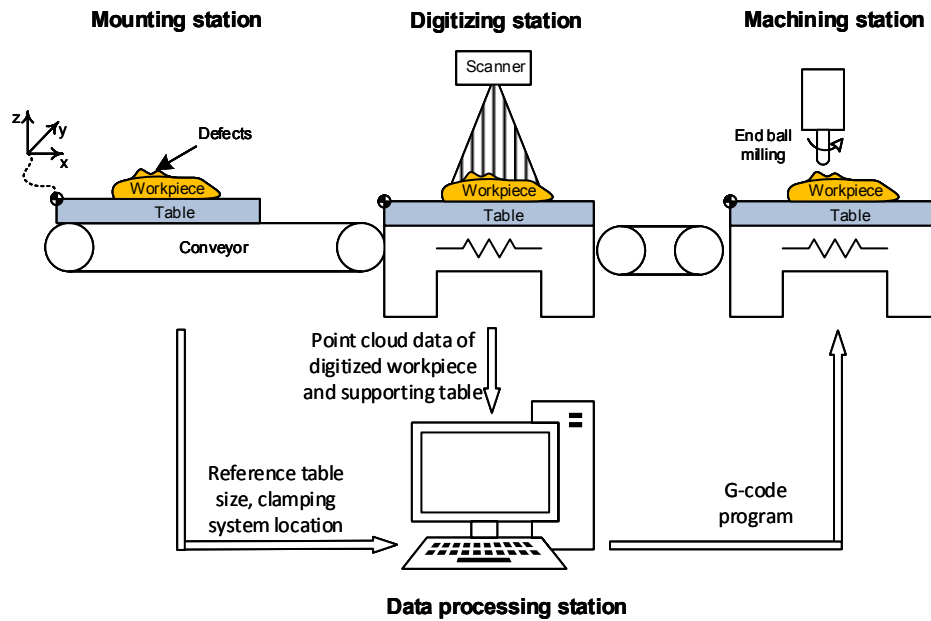 Mounting station
Digitizing station
Machining station
Scanner
z
y
x
Defects
End ball
milling
Workpiece
Workpiece
Workpiece
Table
Table
Table
Conveyor
Point cloud data of
digitized workpiece
and supporting table
Reference table
size, clamping
system location
G-code
program
Data processing station